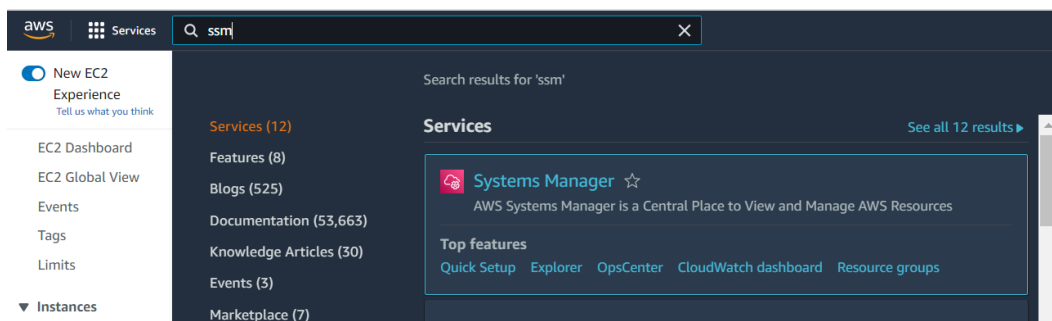 aws
Services
ssm
New EC2
Experience
Tell us what you think
EC2 Dashboard
EC2 Global View
Events
Tags
Limits
Instances
Search results for 'ssm'
Services (12)
Features (8)
Blogs (525)
Documentation (53,663)
Knowledge Articles (30)
Events (3)
Marketplace (7)
Services
See all 12 results
Systems Manager
AWS Systems Manager is a Central Place to View and Manage AWS Resources
Top features
Quick Setup Explorer OpsCenter CloudWatch dashboard Resource groups